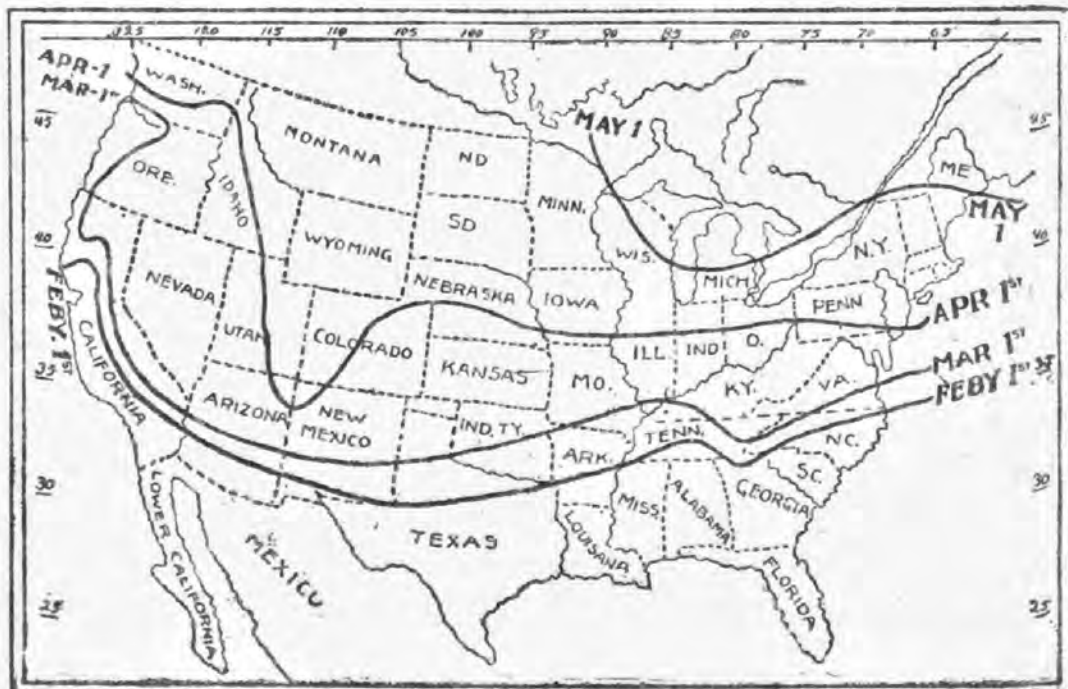 125 120 115 110 105 100 95 90 85 80 75 70 65
APR-1
MAR-1ST
WASH.
MAY 1
45
45
MONTANA
ND
ME
ORE.
IDAHO
MINN.
MAY
1
SD
WIS.
N.Y.
40
40
WYOMING
MICH
NEVADA
NEBRASKA
IOWA
PENN
APR 1ST
FEBY. 1ST
CALIFORNIA
UTAH
COLORADO
ILL
IND
O.
35
35
KANSAS
MO.
KY.
VA.
MAR 1ST
FEBY 1ST
ARIZONA
NEW
MEXICO
IND. TY.
TENN.
N.C.
ARK.
S.C.
30
30
LOWER CALIFORNIA
MISS.
ALABAMA
GEORGIA
TEXAS
MEXICO
LOUISANA
FLORIDA
25
25